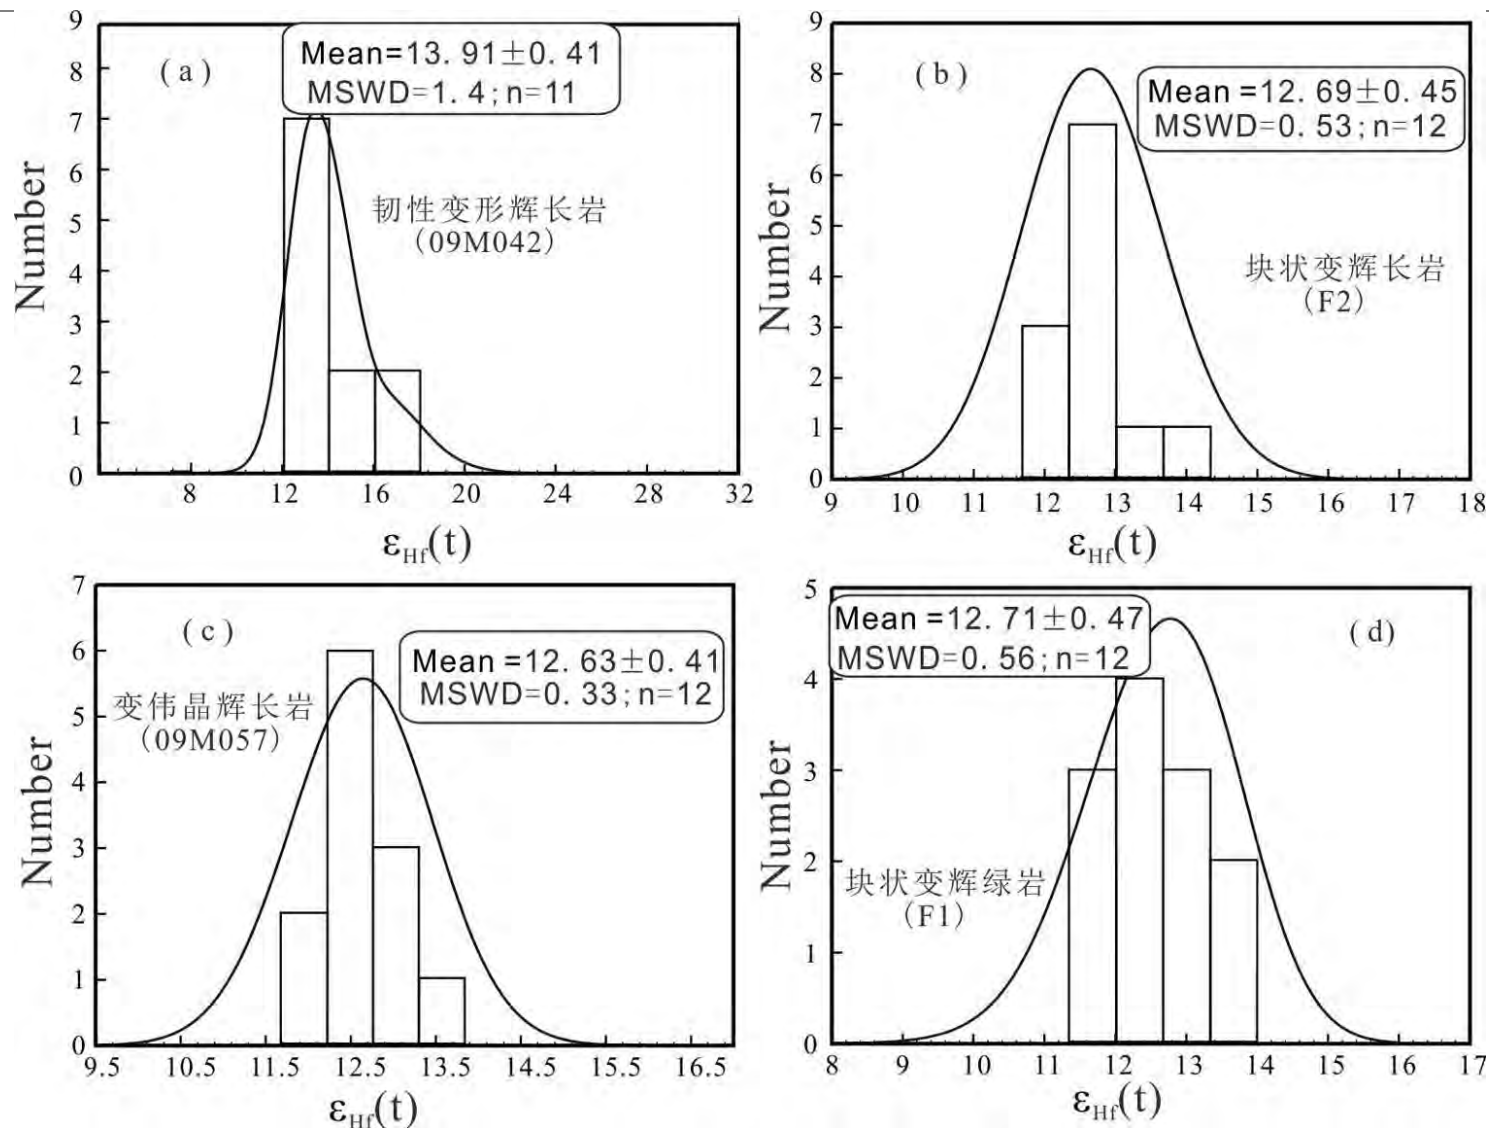 9
8
7
6
5
4
3
2
1
0
Number
(a)
Mean=13.91±0.41
MSWD=1.4;n=11
韧性变形辉长岩
(09M042)
8 12 16 20 24 28 32
εHf(t)
9
8
7
6
5
4
3
2
1
0
Number
(b)
Mean =12.69±0.45
MSWD=0.53;n=12
块状变辉长岩
(F2)
9 10 11 12 13 14 15 16 17 18
εHf(t)
7
6
5
4
3
2
1
0
Number
(c)
Mean =12.63±0.41
MSWD=0.33;n=12
变伟晶辉长岩
(09M057)
9.5 10.5 11.5 12.5 13.5 14.5 15.5 16.5
εHf(t)
5
4
3
2
1
0
Number
Mean =12.71±0.47
MSWD=0.56;n=12
(d)
块状变辉绿岩
(F1)
8 9 10 11 12 13 14 15 16 17
εHf(t)